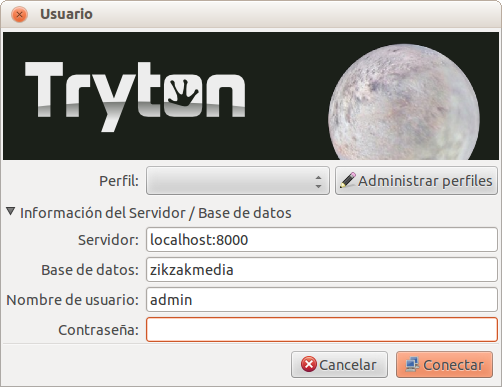 Usuario
Tryton
Perfil:
Administrar perfiles
Información del Servidor / Base de datos
Servidor: localhost:8000
Base de datos: zikzakmedia
Nombre de usuario: admin
Contraseña:
Cancelar Conectar